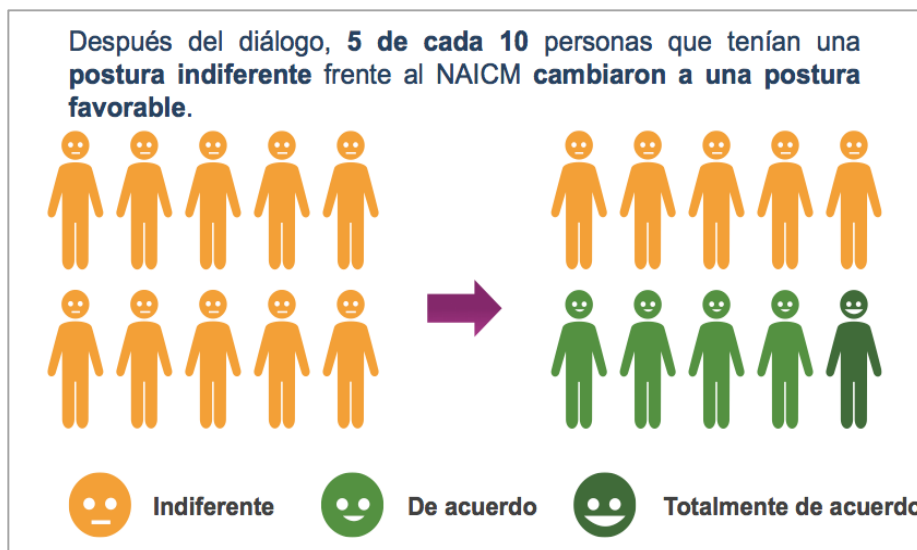 Después del diálogo, 5 de cada 10 personas que tenían una
postura indiferente frente al NAICM cambiaron a una postura
favorable.
Indiferente
De acuerdo
Totalmente de acuerdo